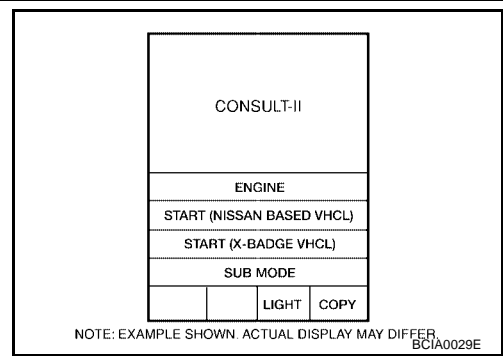 CONSULT-II
ENGINE
START (NISSAN BASED VHCL)
START (X-BADGE VHCL)
SUB MODE
LIGHT COPY
NOTE: EXAMPLE SHOWN. ACTUAL DISPLAY MAY DIFFER.
BCIA0029E